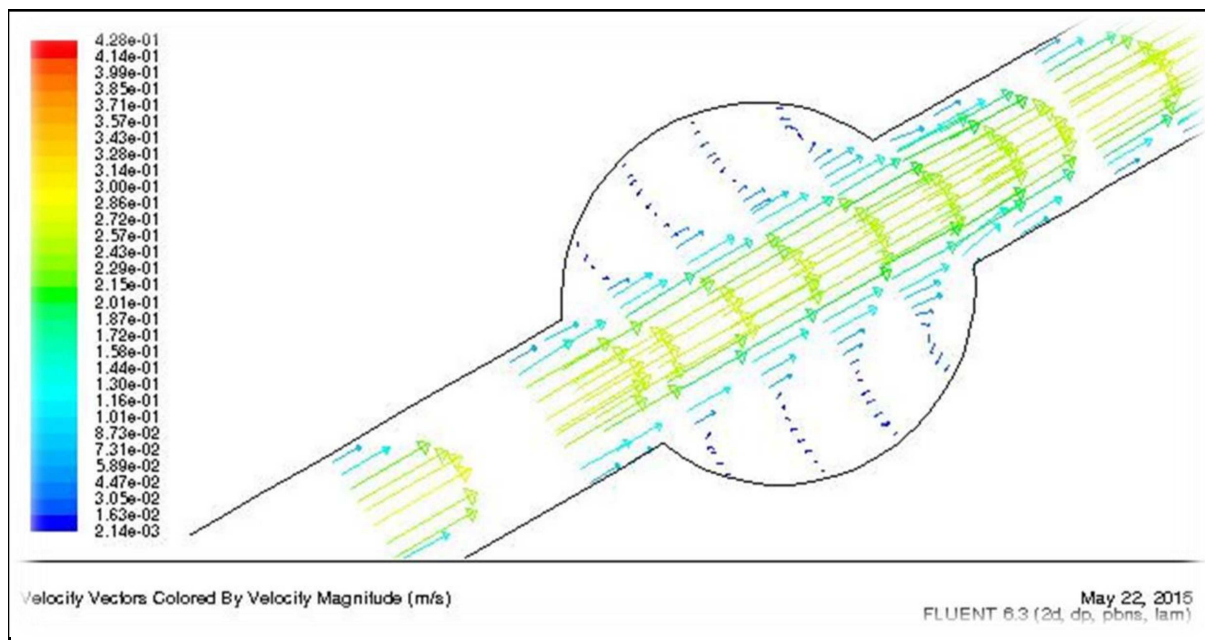 4.28e-01
4.14e-01
3.99e-01
3.85e-01
3.71e-01
3.57e-01
3.43e-01
3.28e-01
3.14e-01
3.00e-01
2.86e-01
2.72e-01
2.57e-01
2.43e-01
2.29e-01
2.15e-01
2.01e-01
1.87e-01
1.72e-01
1.58e-01
1.44e-01
1.30e-01
1.16e-01
1.01e-01
8.73e-02
7.31e-02
5.89e-02
4.47e-02
3.05e-02
1.63e-02
2.14e-03
Velocity Vectors Colored By Velocity Magnitude (m/s)
May 22, 2015
FLUENT 6.3 (2d, dp, pbns, lam)